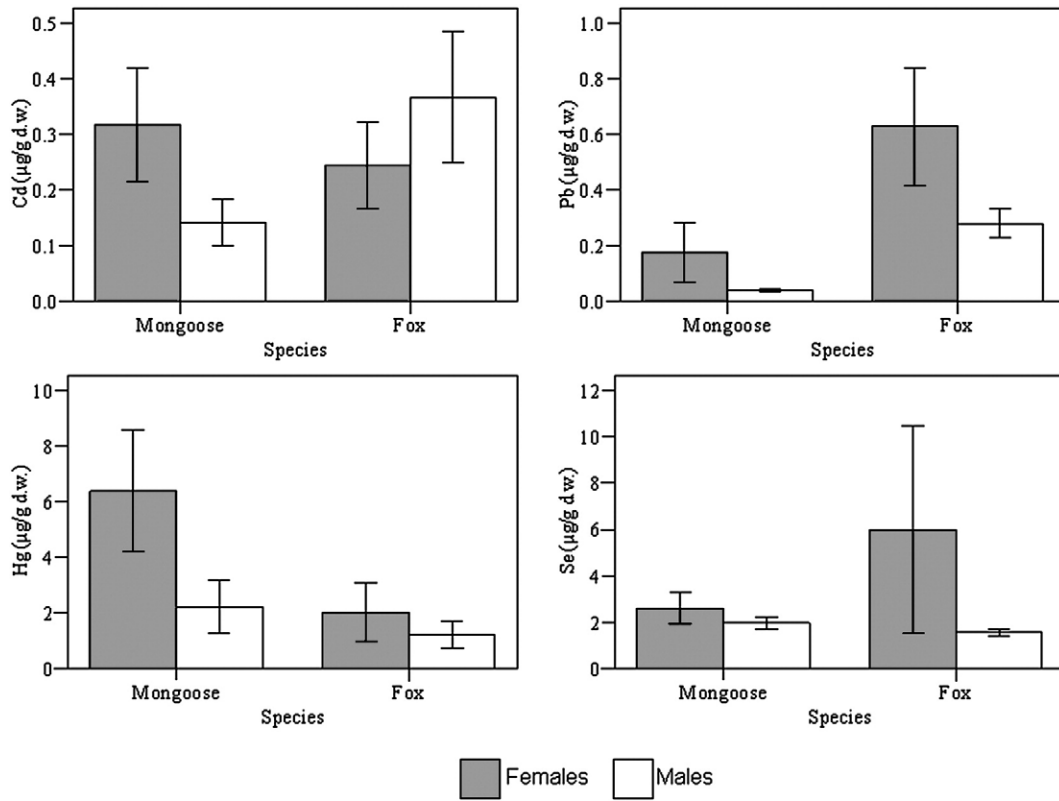 Cd (µg/g d.w.)
0.5
0.4
0.3
0.2
0.1
0.0
Mongoose Fox
Species
Pb (µg/g d.w.)
1.0
0.8
0.6
0.4
0.2
0.0
Mongoose Fox
Species
Hg (µg/g d.w.)
10
8
6
4
2
0
Mongoose Fox
Species
Se (µg/g d.w.)
12
10
8
6
4
2
0
Mongoose Fox
Species
Females Males